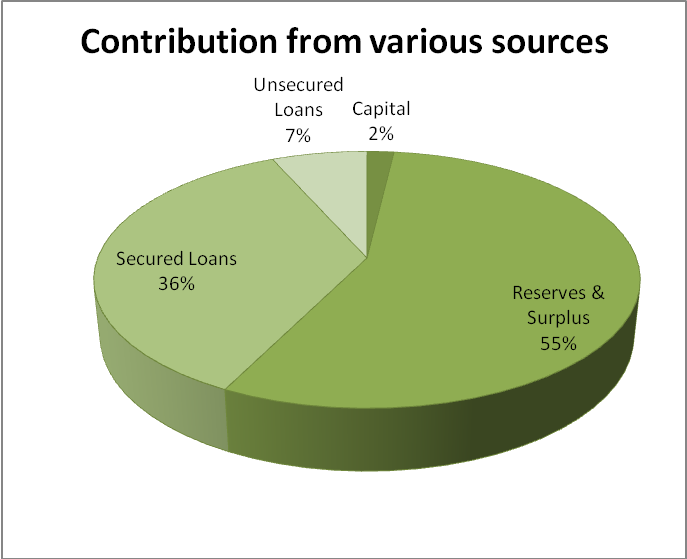 Contribution from various sources
Unsecured
Loans
7%
Capital
2%
Secured Loans
36%
Reserves &
Surplus
55%